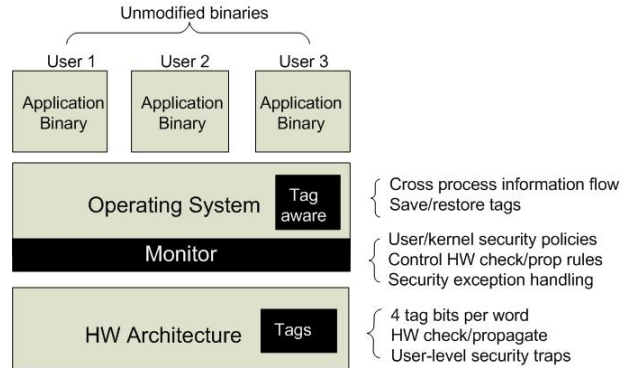 Unmodified binaries
User 1 User 2 User 3
Application Application Application
Binary Binary Binary
Operating System
Tag
aware
Cross process information flow
Save/restore tags
Monitor
User/kernel security policies
Control HW check/prop rules
Security exception handling
HW Architecture
Tags
4 tag bits per word
HW check/propagate
User-level security traps